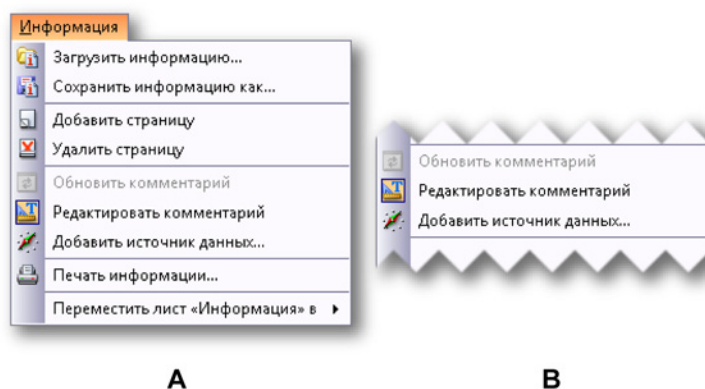 Информация
Загрузить информацию...
Сохранить информацию как...
Добавить страницу
Удалить страницу
Обновить комментарий
Редактировать комментарий
Добавить источник данных...
Печать информации...
Переместить лист «Информация» в
A
Обновить комментарий
Редактировать комментарий
Добавить источник данных...
B